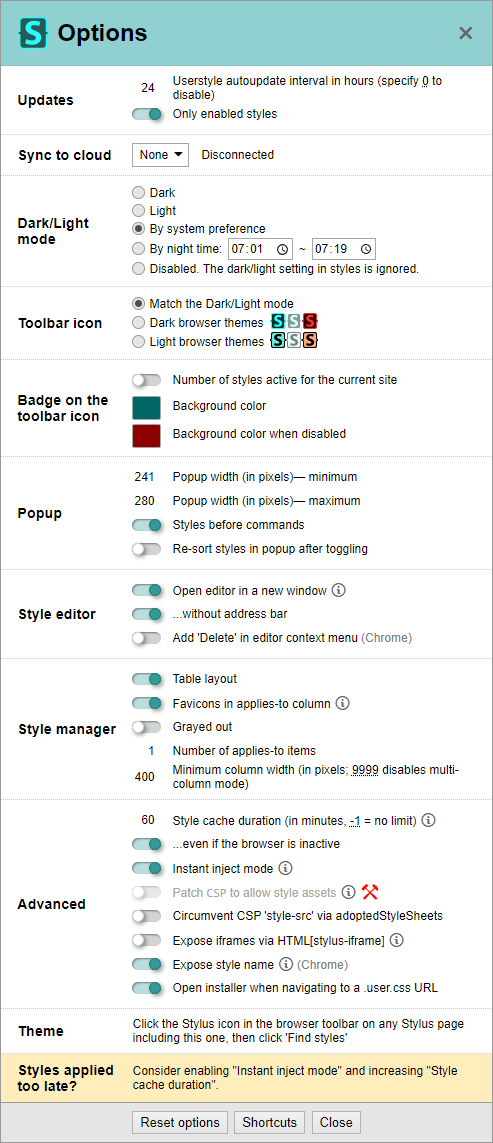 Options
Updates
24
Userstyle autoupdate interval in hours (specify 0 to
disable)
Only enabled styles
Sync to cloud
None
Disconnected
Dark/Light
mode
Dark
Light
By system preference
By night time: 07:01 ~ 07:19
Disabled. The dark/light setting in styles is ignored.
Toolbar icon
Match the Dark/Light mode
Dark browser themes
Light browser themes
Badge on the
toolbar icon
Number of styles active for the current site
Background color
Background color when disabled
Popup
241 Popup width (in pixels)— minimum
280 Popup width (in pixels)— maximum
Styles before commands
Re-sort styles in popup after toggling
Style editor
Open editor in a new window
...without address bar
Add 'Delete' in editor context menu (Chrome)
Style manager
Table layout
Favicons in applies-to column
Grayed out
1 Number of applies-to items
400 Minimum column width (in pixels; 9999 disables multi-
column mode)
Advanced
60 Style cache duration (in minutes, -1 = no limit)
...even if the browser is inactive
Instant inject mode
Patch CSP to allow style assets
Circumvent CSP 'style-src' via adoptedStyleSheets
Expose iframes via HTML[stylus-iframe]
Expose style name (Chrome)
Open installer when navigating to a .user.css URL
Theme
Click the Stylus icon in the browser toolbar on any Stylus page
including this one, then click 'Find styles'
Styles applied
too late?
Consider enabling "Instant inject mode" and increasing "Style
cache duration".
Reset options
Shortcuts
Close